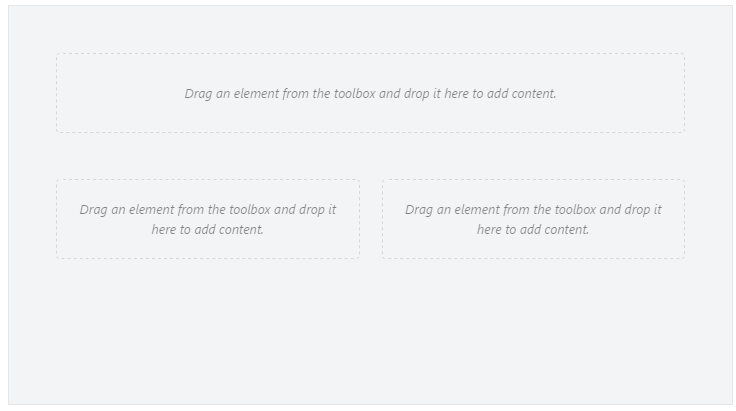 Drag an element from the toolbox and drop it here to add content.
Drag an element from the toolbox and drop it
here to add content.
Drag an element from the toolbox and drop it
here to add content.